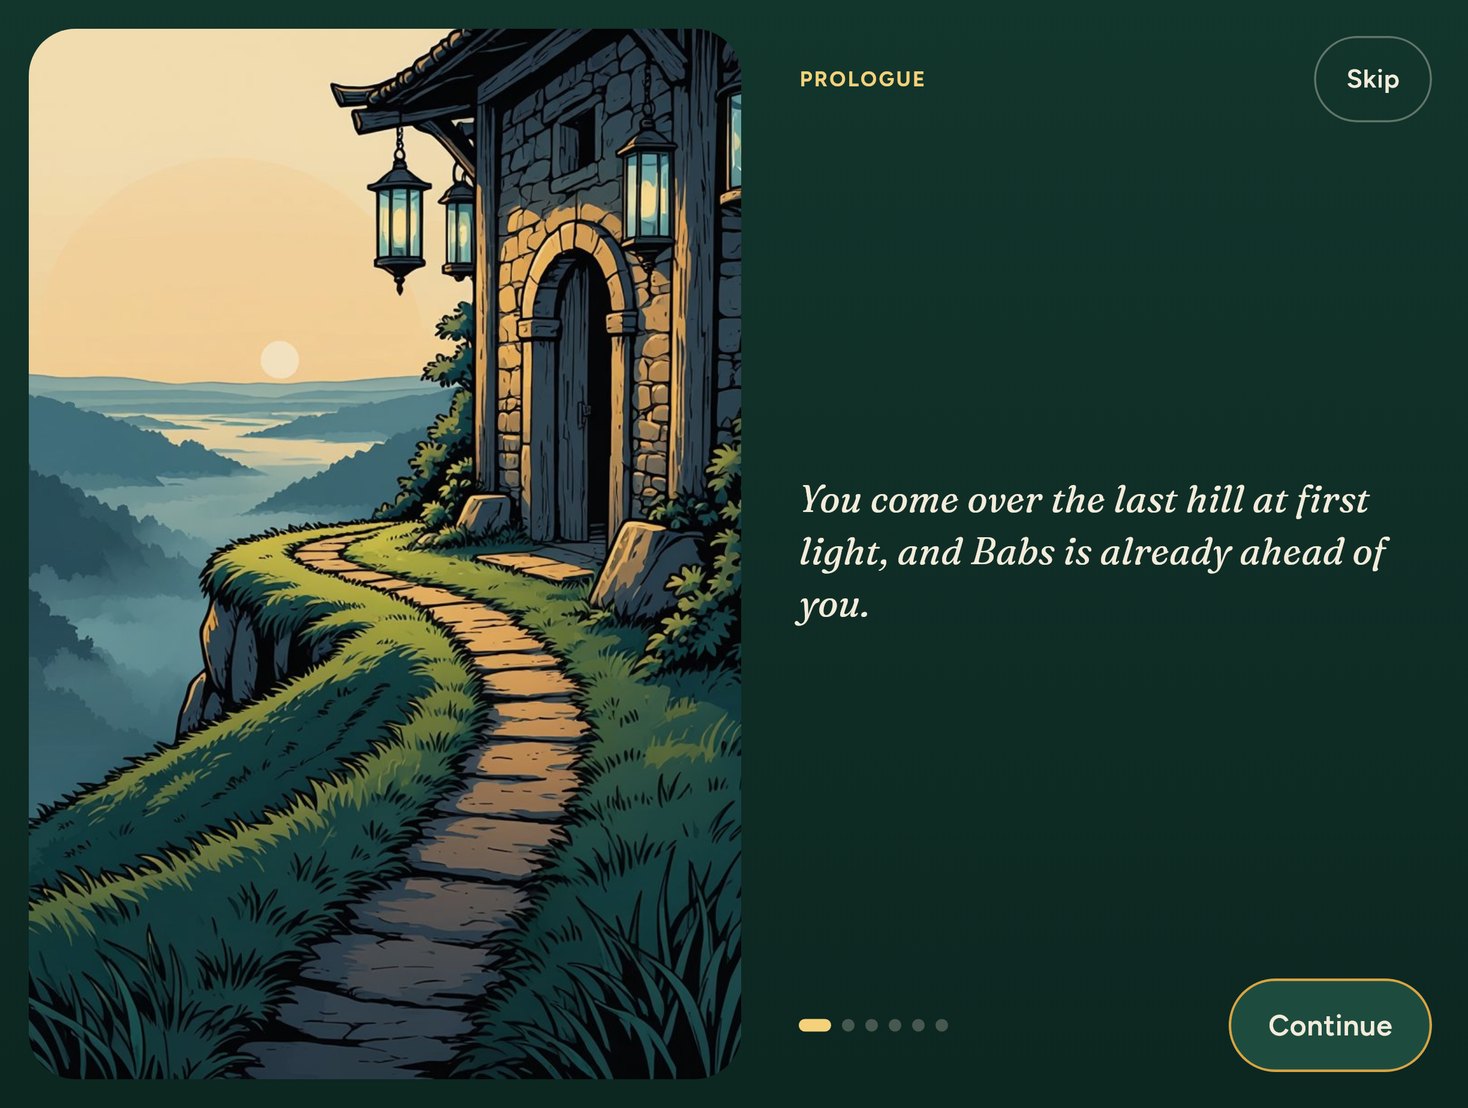 PROLOGUE
Skip
You come over the last hill at first
light, and Babs is already ahead of
you.
Continue